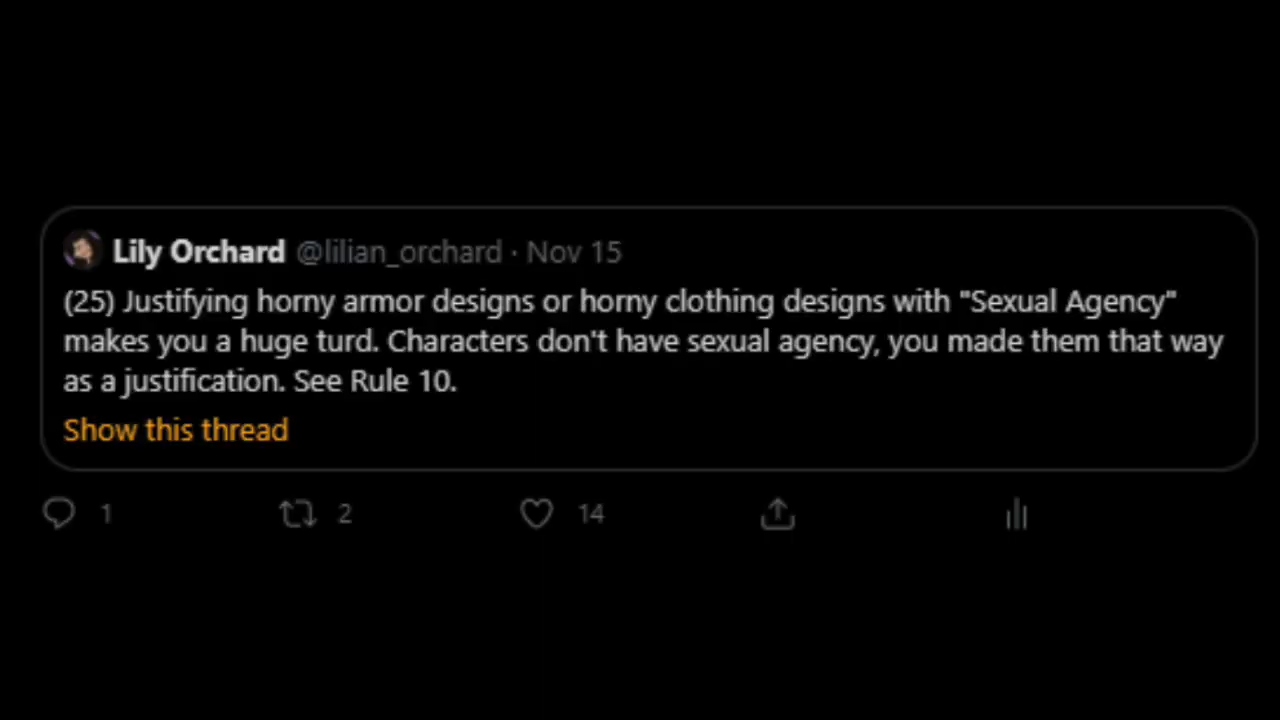 Lily Orchard @lilian_orchard · Nov 15
(25) Justifying horny armor designs or horny clothing designs with "Sexual Agency"
makes you a huge turd. Characters don't have sexual agency, you made them that way
as a justification. See Rule 10.
Show this thread
1 2 14